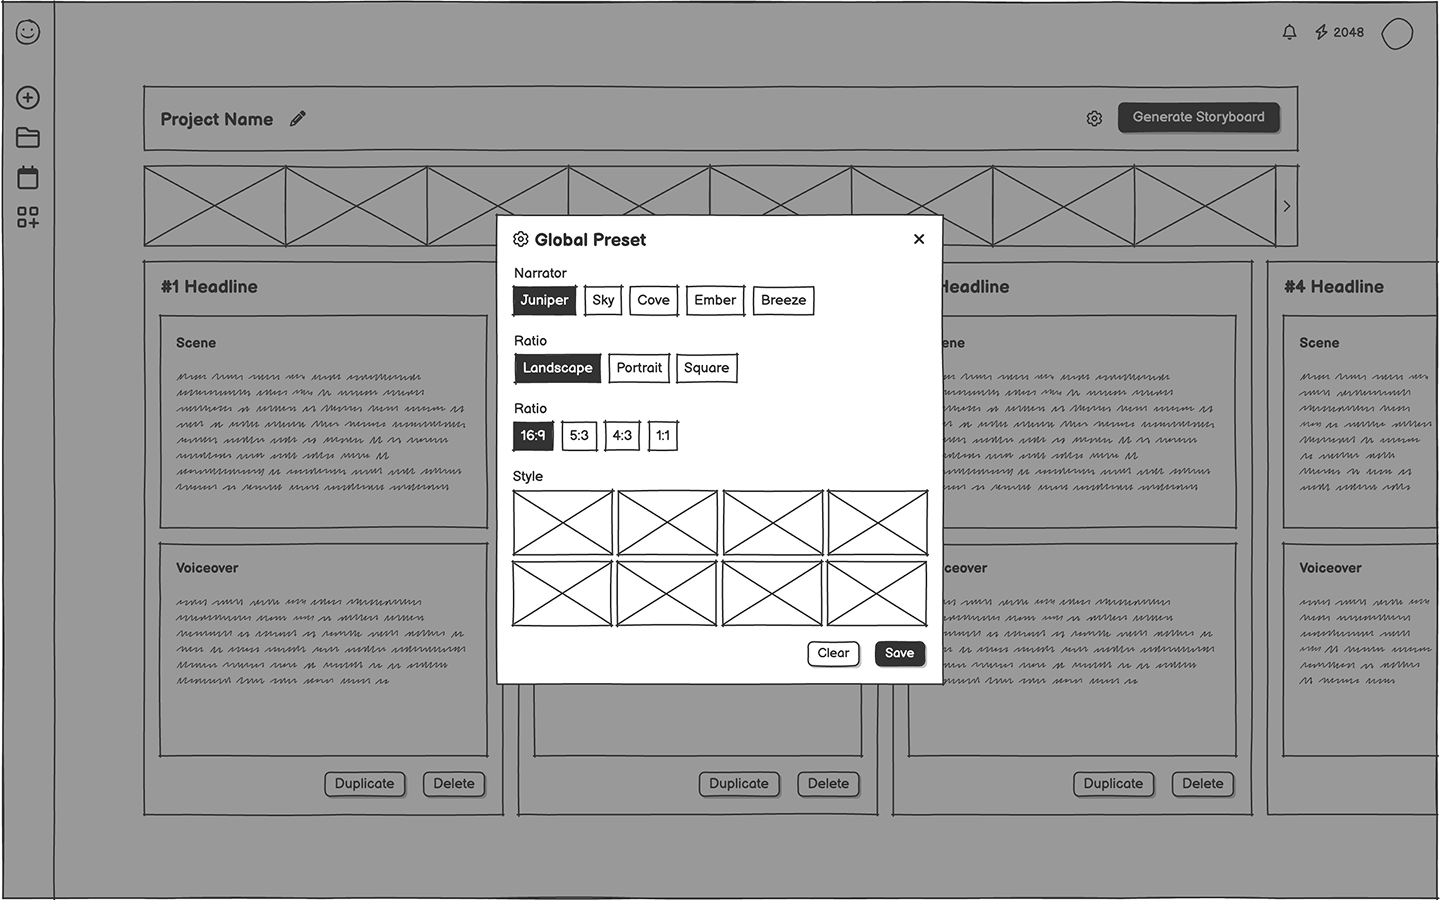 2048
Project Name
Generate Storyboard
Global Preset
Narrator
Juniper Sky Cove Ember Breeze
Ratio
Landscape Portrait Square
Ratio
16:9 5:3 4:3 1:1
Style
Clear Save
#1 Headline
Scene
Voiceover
Duplicate Delete
Duplicate Delete
Headline
ene
ceover
Duplicate Delete
#4 Headline
Scene
Voiceover